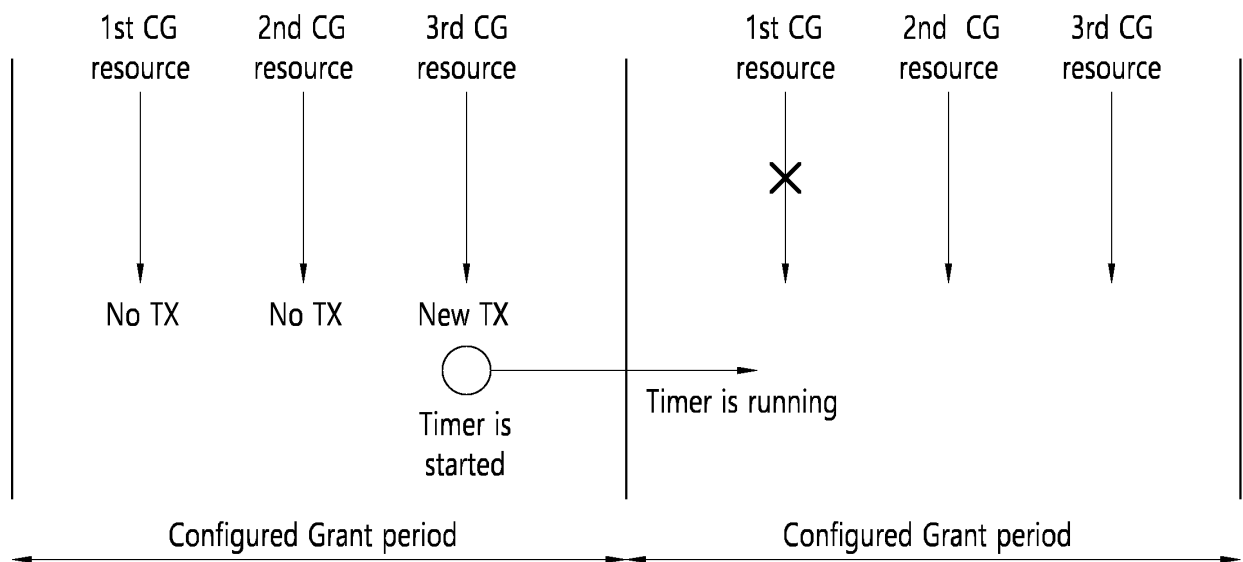 1st CG
resource
2nd CG
resource
3rd CG
resource
1st CG
resource
2nd CG
resource
3rd CG
resource
No TX
No TX
New TX
Timer is
started
Timer is running
Configured Grant period
Configured Grant period